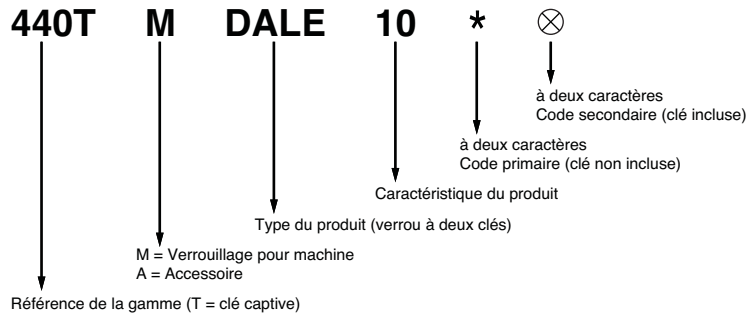 440T M DALE 10 * ⊗
à deux caractères
Code secondaire (clé incluse)
à deux caractères
Code primaire (clé non incluse)
Caractéristique du produit
Type du produit (verrou à deux clés)
M = Verrouillage pour machine
A = Accessoire
Référence de la gamme (T = clé captive)